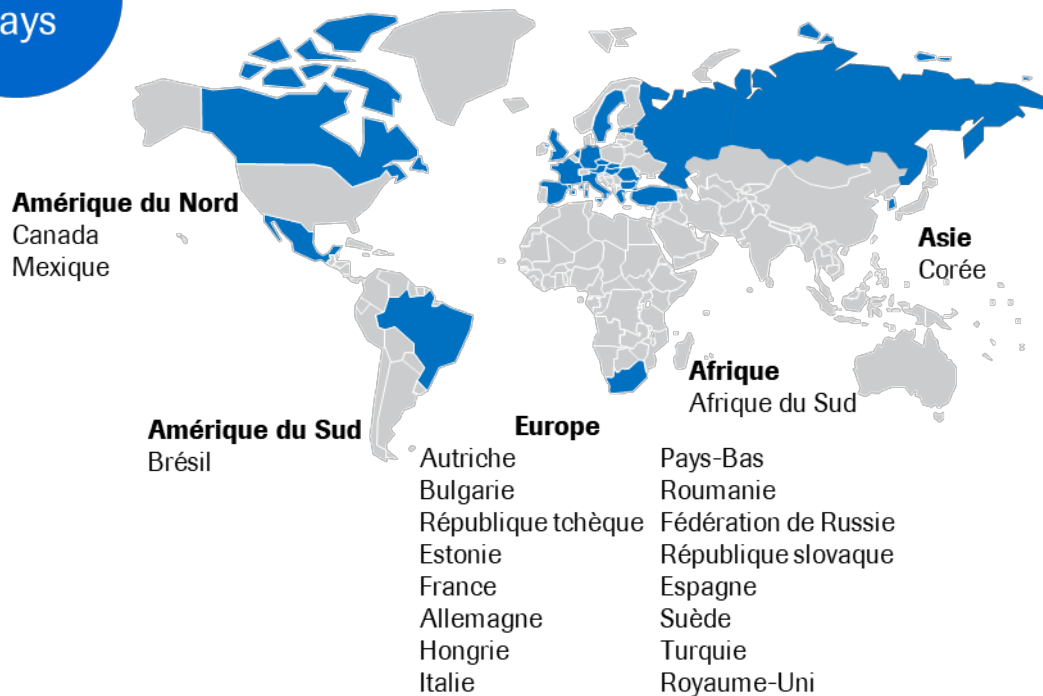 ays
Amérique du Nord
Canada
Mexique
Asie
Corée
Afrique
Afrique du Sud
Amérique du Sud
Brésil
Europe
Autriche
Bulgarie
République tchèque
Estonie
France
Allemagne
Hongrie
Italie
Pays-Bas
Roumanie
Fédération de Russie
République slovaque
Espagne
Suède
Turquie
Royaume-Uni